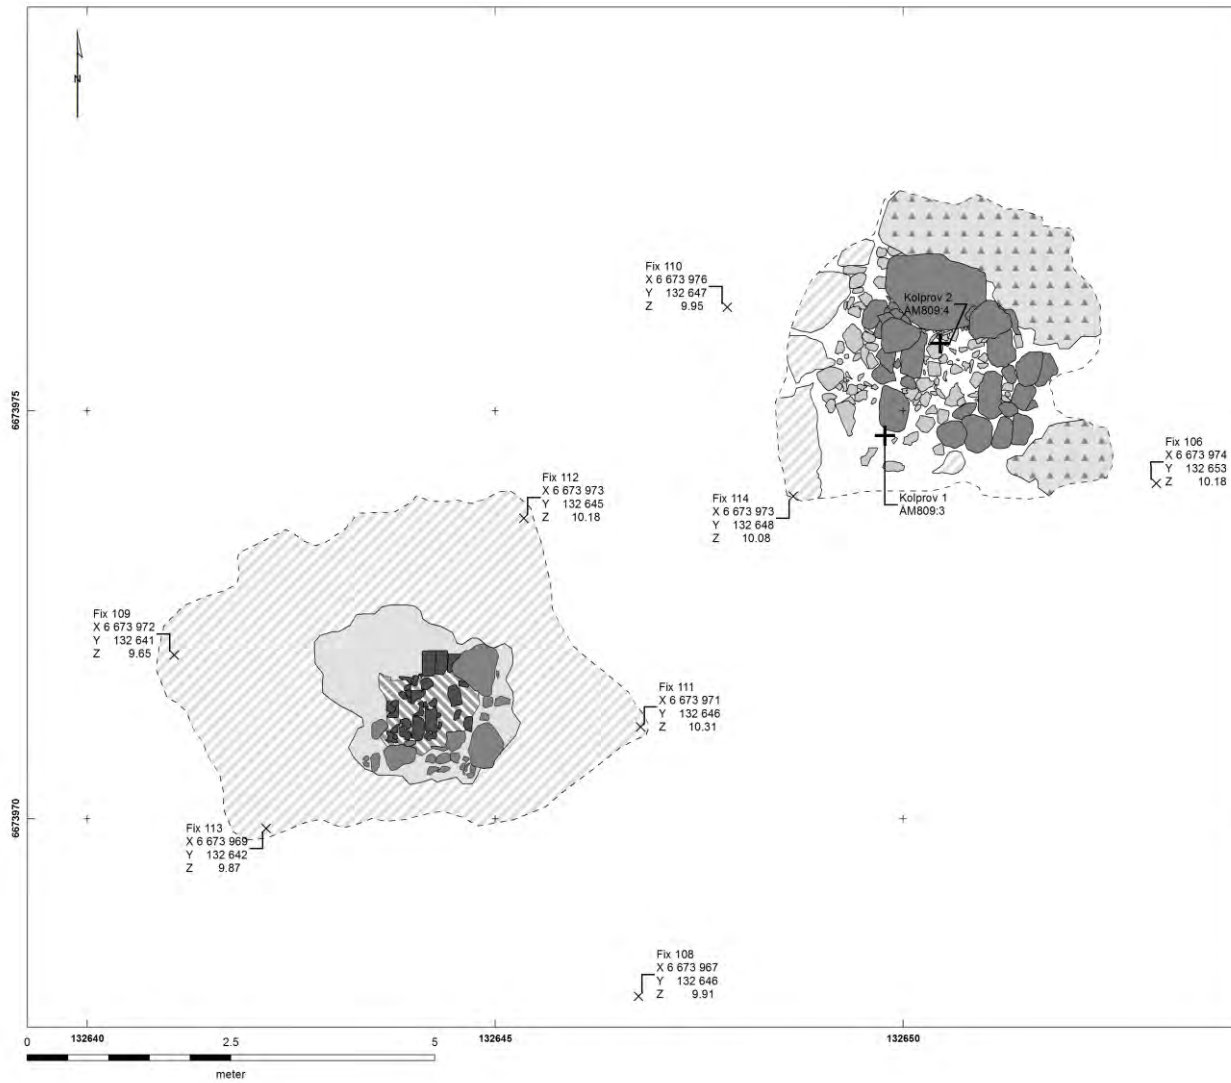 N
Fix 110
X 6 673 976
Y 132 647
Z 9.95
Kolprov 2
AM809:4
6673975
Fix 106
X 6 673 974
Y 132 653
Z 10.18
Fix 112
X 6 673 973
Y 132 645
Z 10.18
Fix 114
X 6 673 973
Y 132 648
Z 10.08
Kolprov 1
AM809:3
Fix 109
X 6 673 972
Y 132 641
Z 9.65
Fix 111
X 6 673 971
Y 132 646
Z 10.31
6673970
Fix 113
X 6 673 969
Y 132 642
Z 9.87
Fix 108
X 6 673 967
Y 132 646
Z 9.91
132640 132645 132650
0 2.5 5
meter